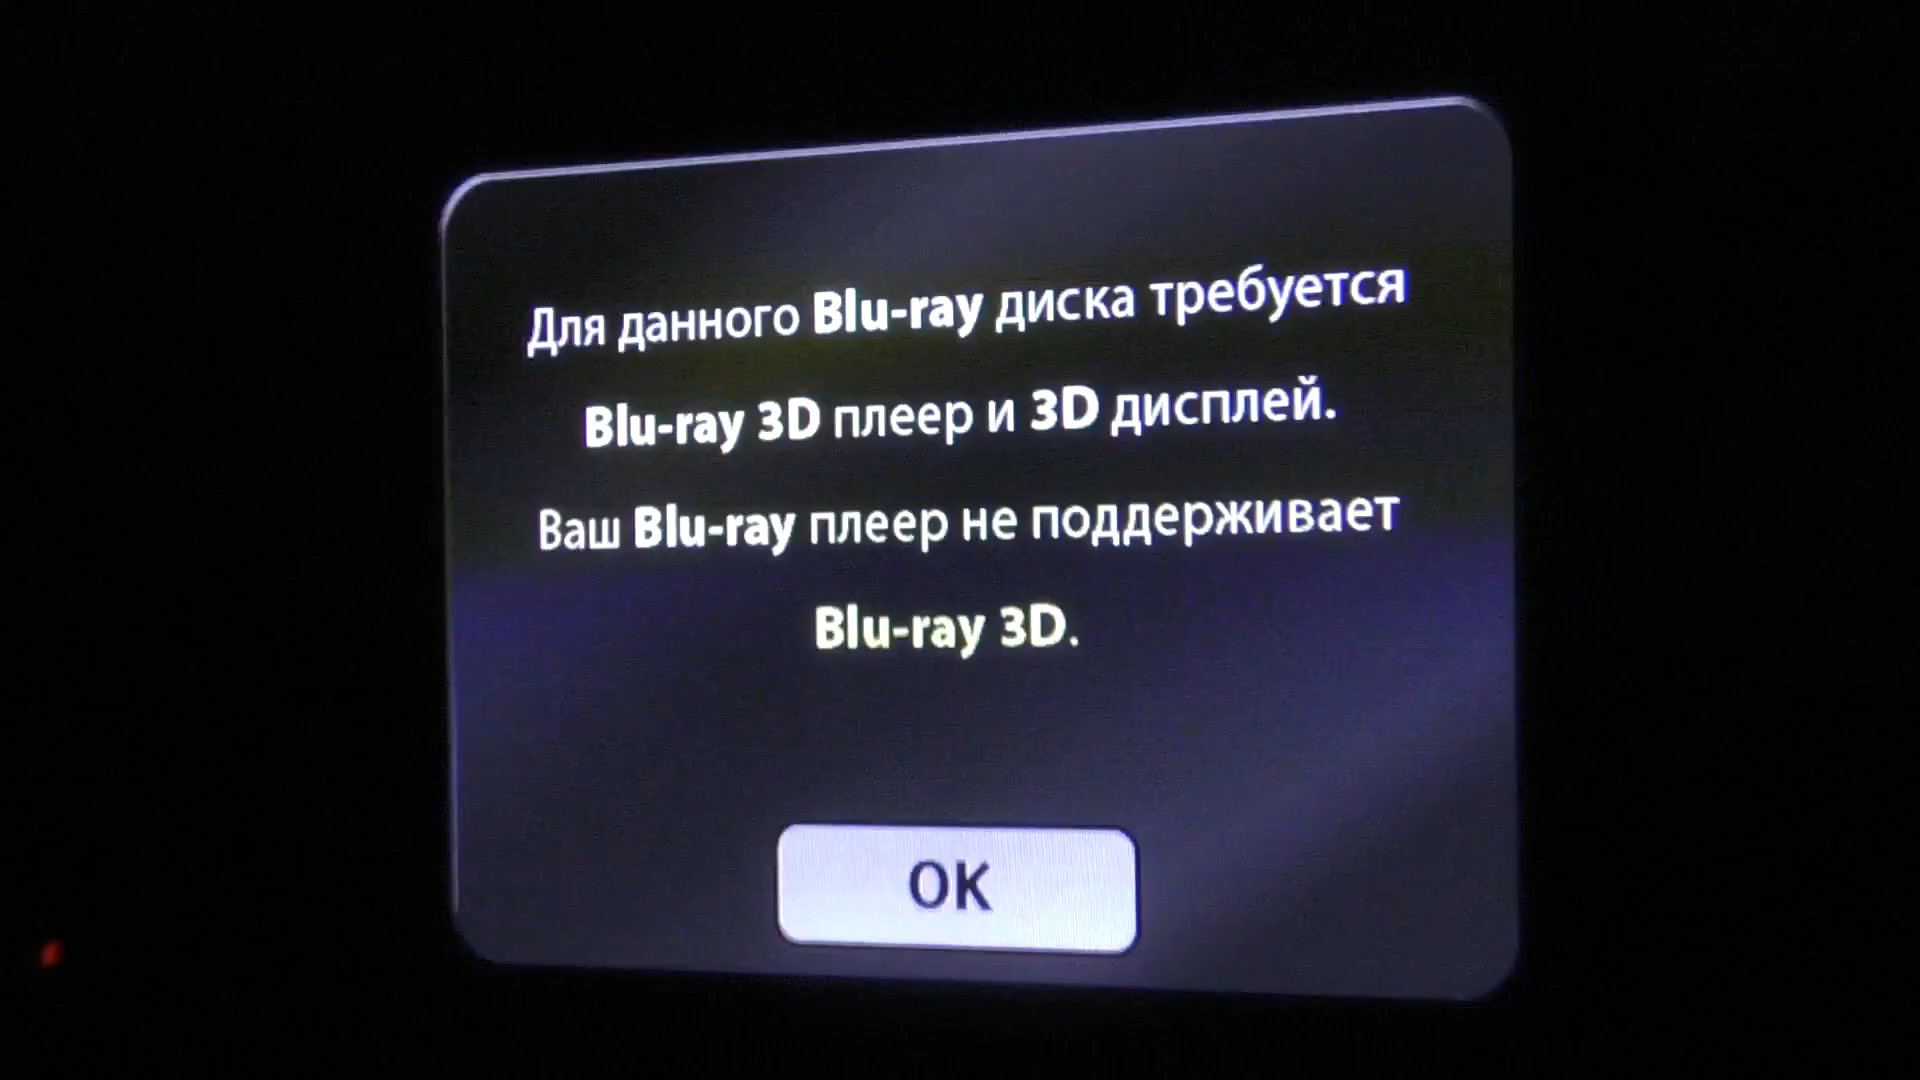 Для данного Blu-ray диска требуется
Blu-ray 3D плеер и 3D дисплей.
Ваш Blu-ray плеер не поддерживает
Blu-ray 3D.
OK